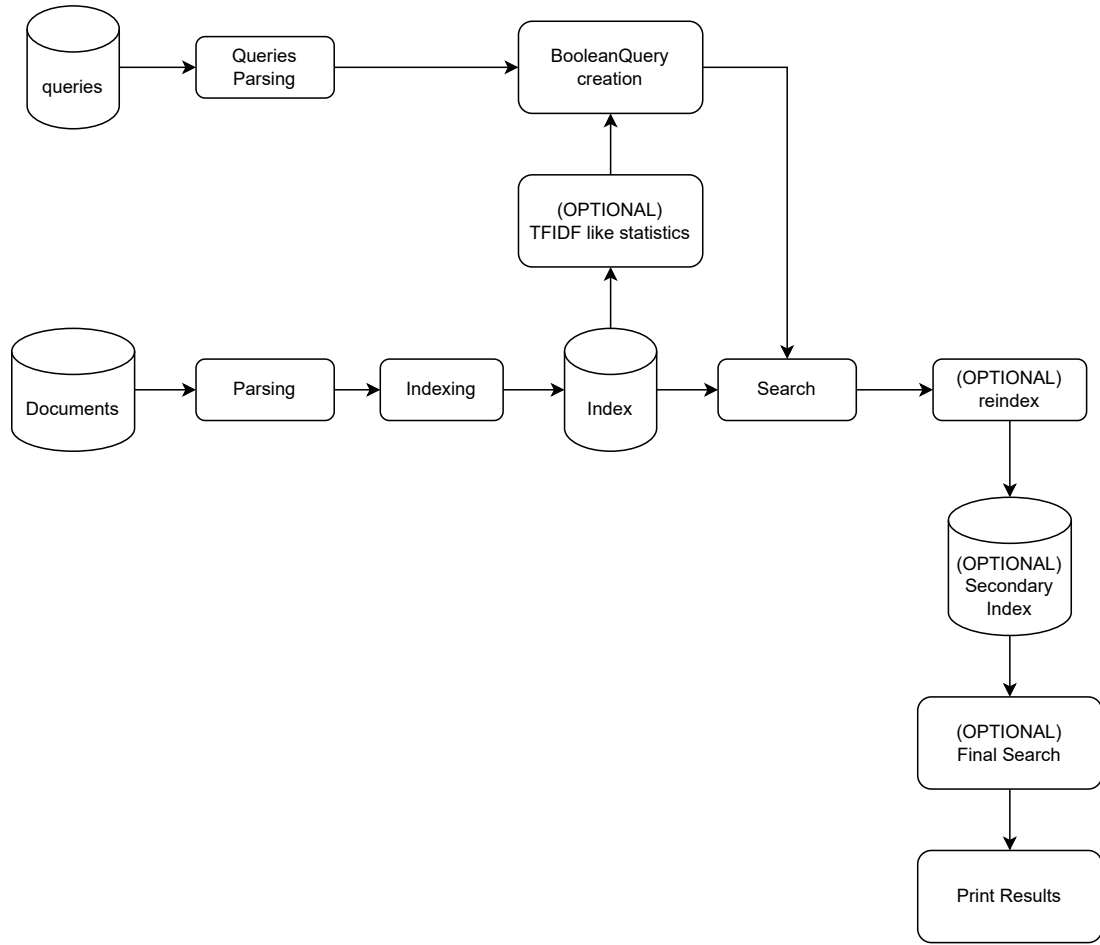 queries
Queries
Parsing
BooleanQuery
creation
(OPTIONAL)
TFIDF like statistics
Documents
Parsing
Indexing
Index
Search
(OPTIONAL)
reindex
(OPTIONAL)
Secondary
Index
(OPTIONAL)
Final Search
Print Results